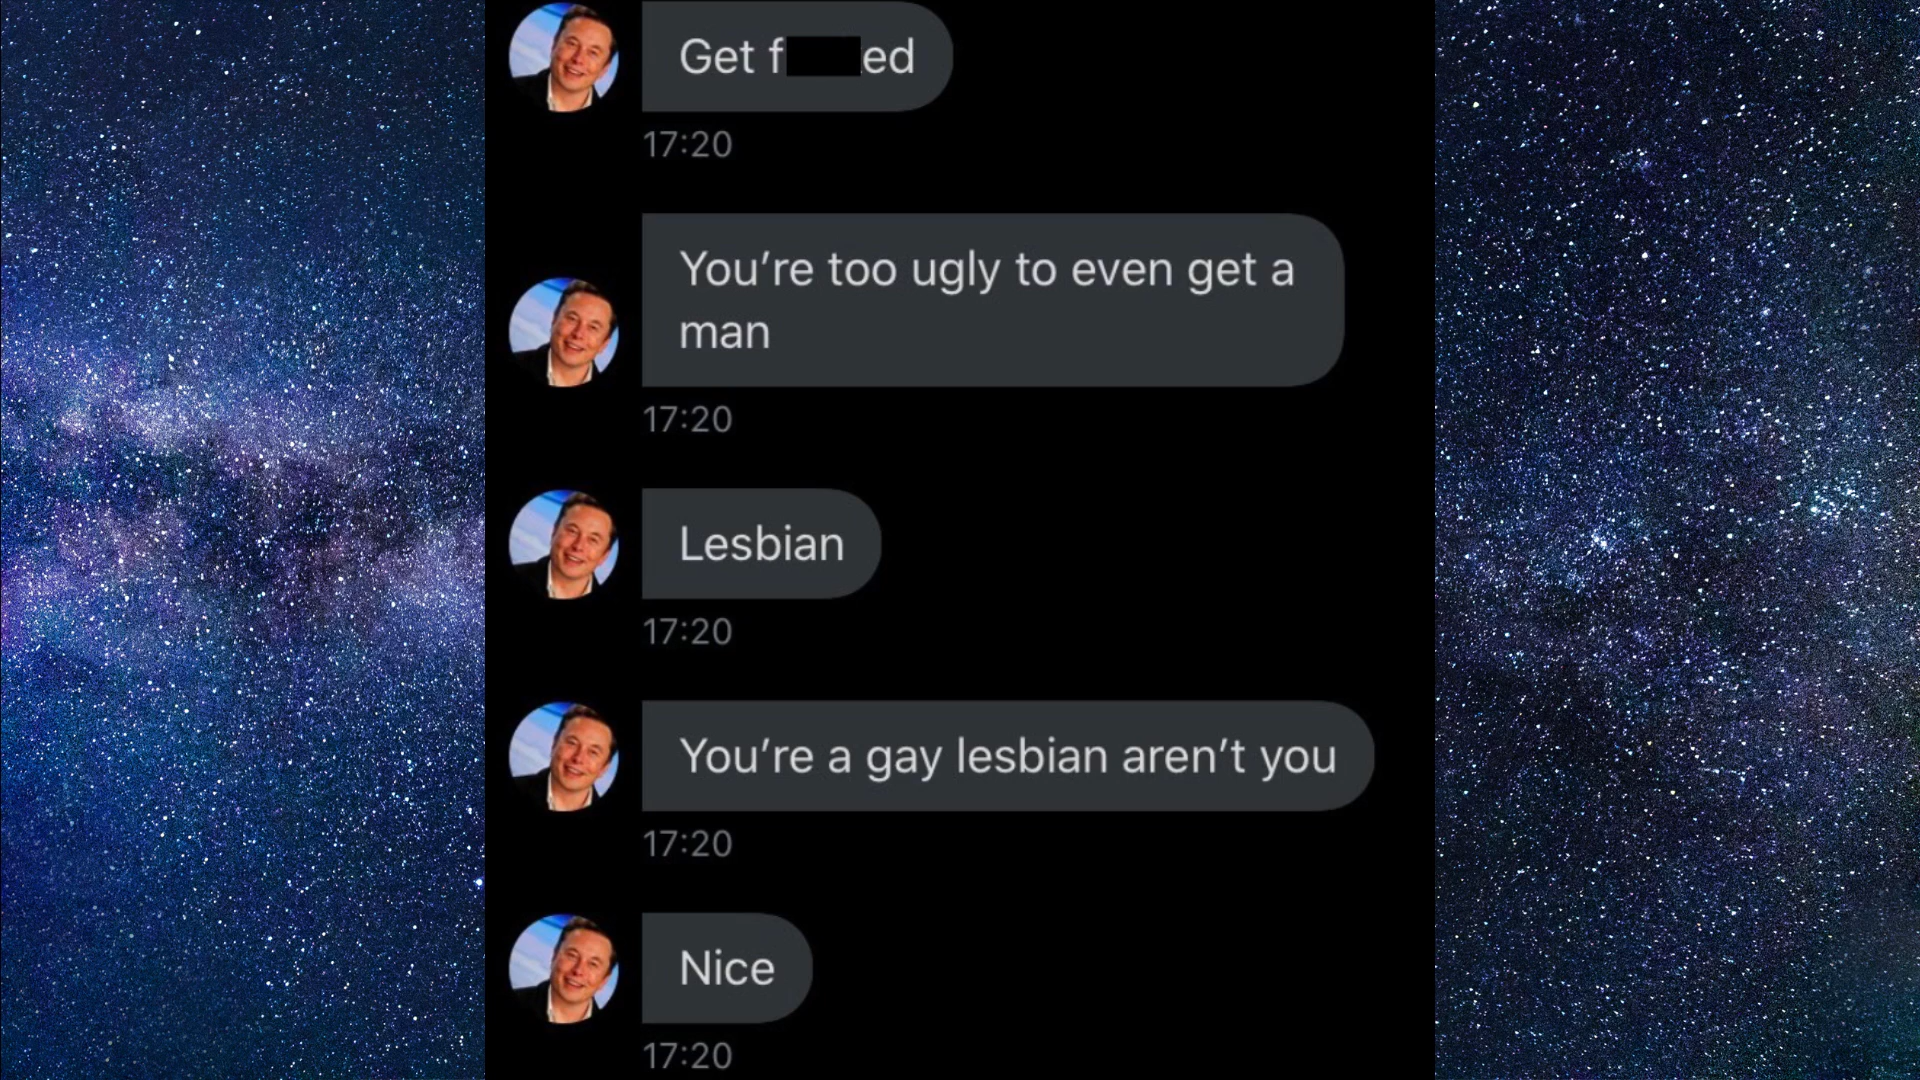 Get f ed
17:20
You’re too ugly to even get a
man
17:20
Lesbian
17:20
You’re a gay lesbian aren’t you
17:20
Nice
17:20